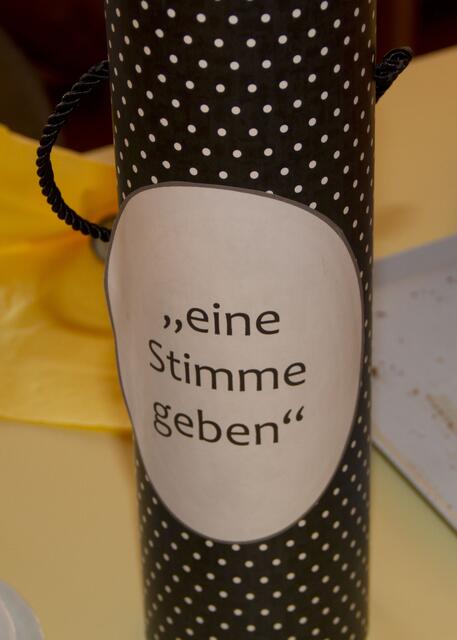 „eine
Stimme
geben“